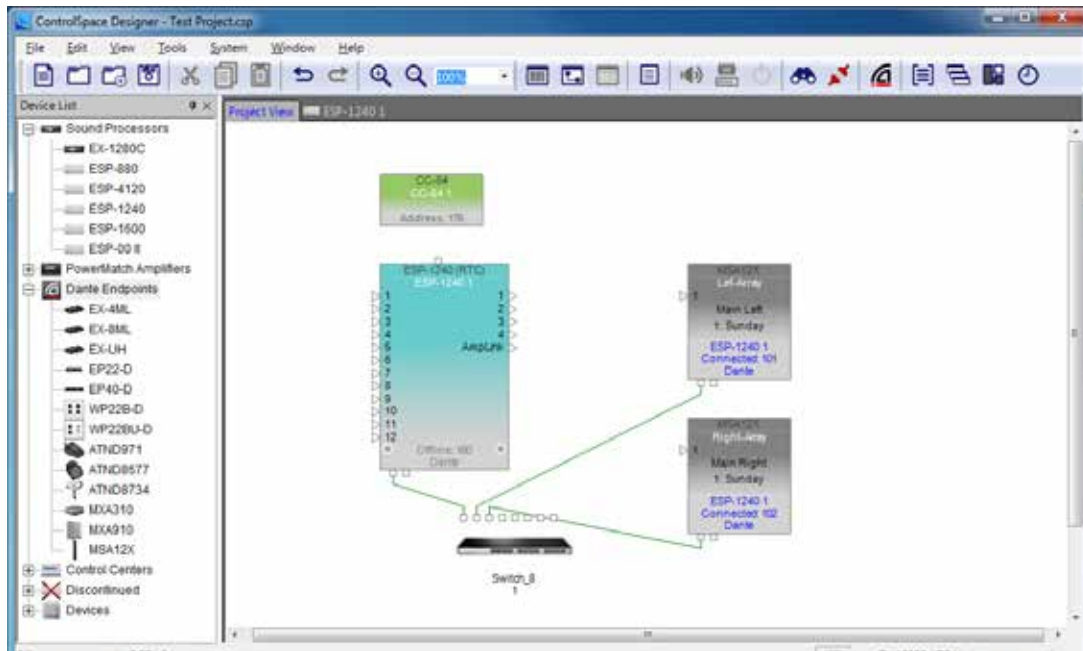 ControlSpace Designer - Test Project.csp
File Edit View Tools System Window Help
100%
Device List
Project View ESP-1240 1
Sound Processors
EX-1280C
ESP-880
ESP-4120
ESP-1240
ESP-1600
ESP-00 II
PowerMatch Amplifiers
Dante Endpoints
EX-4ML
EX-8ML
EX-UH
EP22-D
EP40-D
WP22B-D
WP22BU-D
ATND971
ATND8577
ATND8734
MXA310
MXA910
MSA12X
Control Centers
Discontinued
Devices
CC-64
CC-64 1
Address: 176
ESP-1240 (RTC)
ESP-1240 1
1 1
2 2
3 3
4 4
5 AmpLink
6
7
8
9
10
11
12
Offline: 160
Dante
MSA12X
Left-Array
1
Main Left
1: Sunday
ESP-1240 1
Connected: 101
Dante
MSA12X
Right-Array
1
Main Right
1: Sunday
ESP-1240 1
Connected: 102
Dante
Switch_8
1